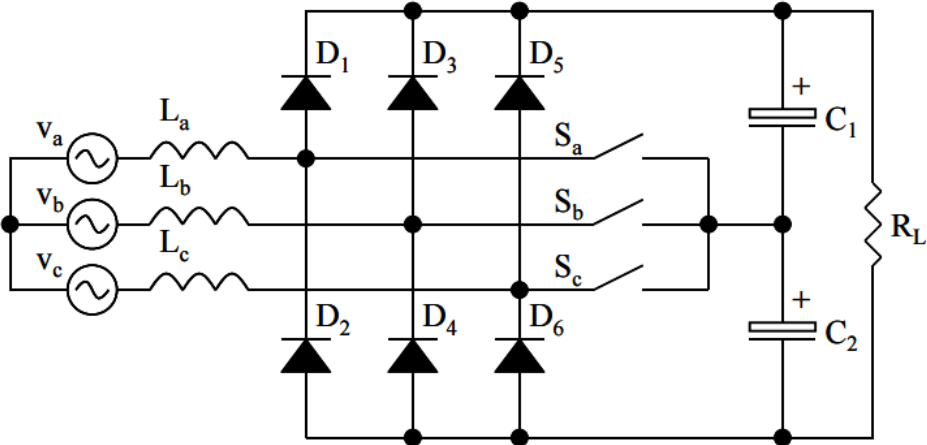 D1 D3 D5
+
va La Sa C1
vb Lb Sb RL
vc Lc Sc
+
D2 D4 D6 C2